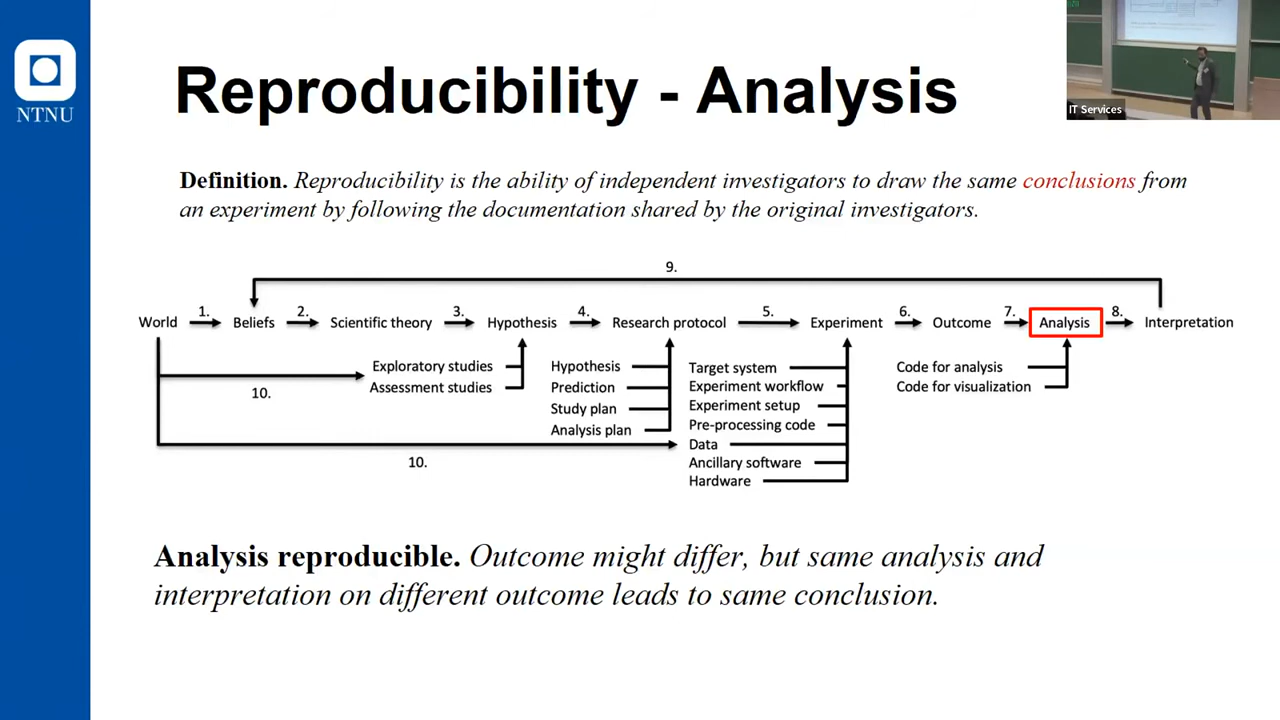 NTNU
IT Services
Reproducibility - Analysis
Definition. Reproducibility is the ability of independent investigators to draw the same conclusions from
an experiment by following the documentation shared by the original investigators.
9.
World 1. Beliefs 2. Scientific theory 3. Hypothesis 4. Research protocol 5. Experiment 6. Outcome 7. Analysis 8. Interpretation
Exploratory studies
Assessment studies
10.
10.
Hypothesis
Prediction
Study plan
Analysis plan
Target system
Experiment workflow
Experiment setup
Pre-processing code
Data
Ancillary software
Hardware
Code for analysis
Code for visualization
Analysis reproducible. Outcome might differ, but same analysis and
interpretation on different outcome leads to same conclusion.